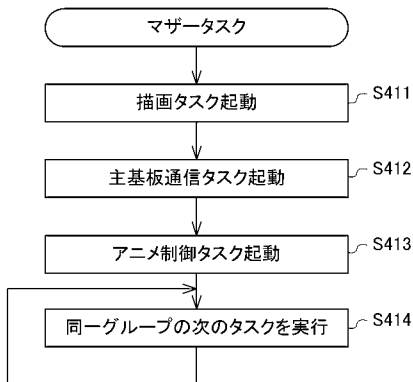 マザータスク
描画タスク起動
S411
主基板通信タスク起動
S412
アニメ制御タスク起動
S413
同一グループの次のタスクを実行
S414